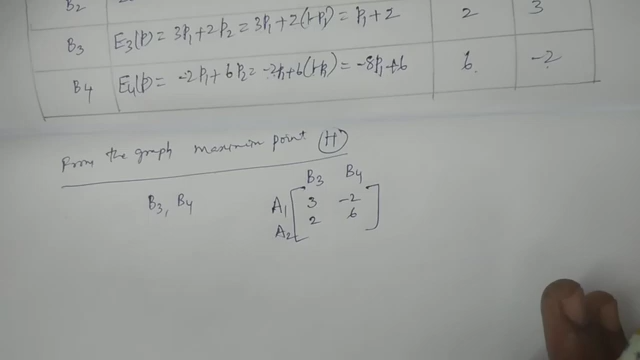 B2
B3 E3(p) = 3p1+2p2 = 3p1+2(1-p1) = p1+2 2 3
B4 E4(p) = -2p1+6p2 = -2p1+6(1-p1) = -8p1+6 6 -2
From the graph maximin point (H)
B3 B4
B3, B4 A1 3 -2
A2 2 6